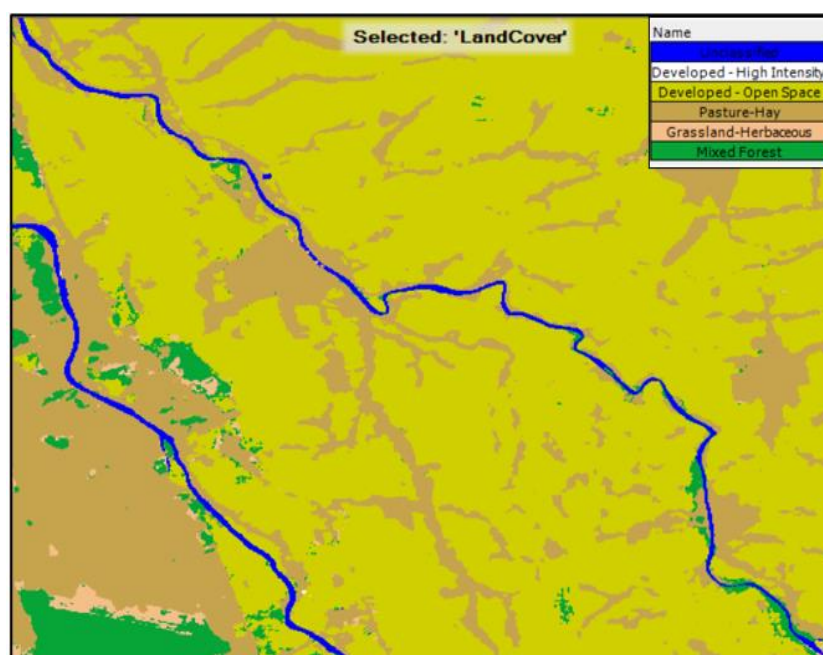 Selected: 'LandCover'
Name
Unclassified
Developed - High Intensity
Developed - Open Space
Pasture-Hay
Grassland-Herbaceous
Mixed Forest